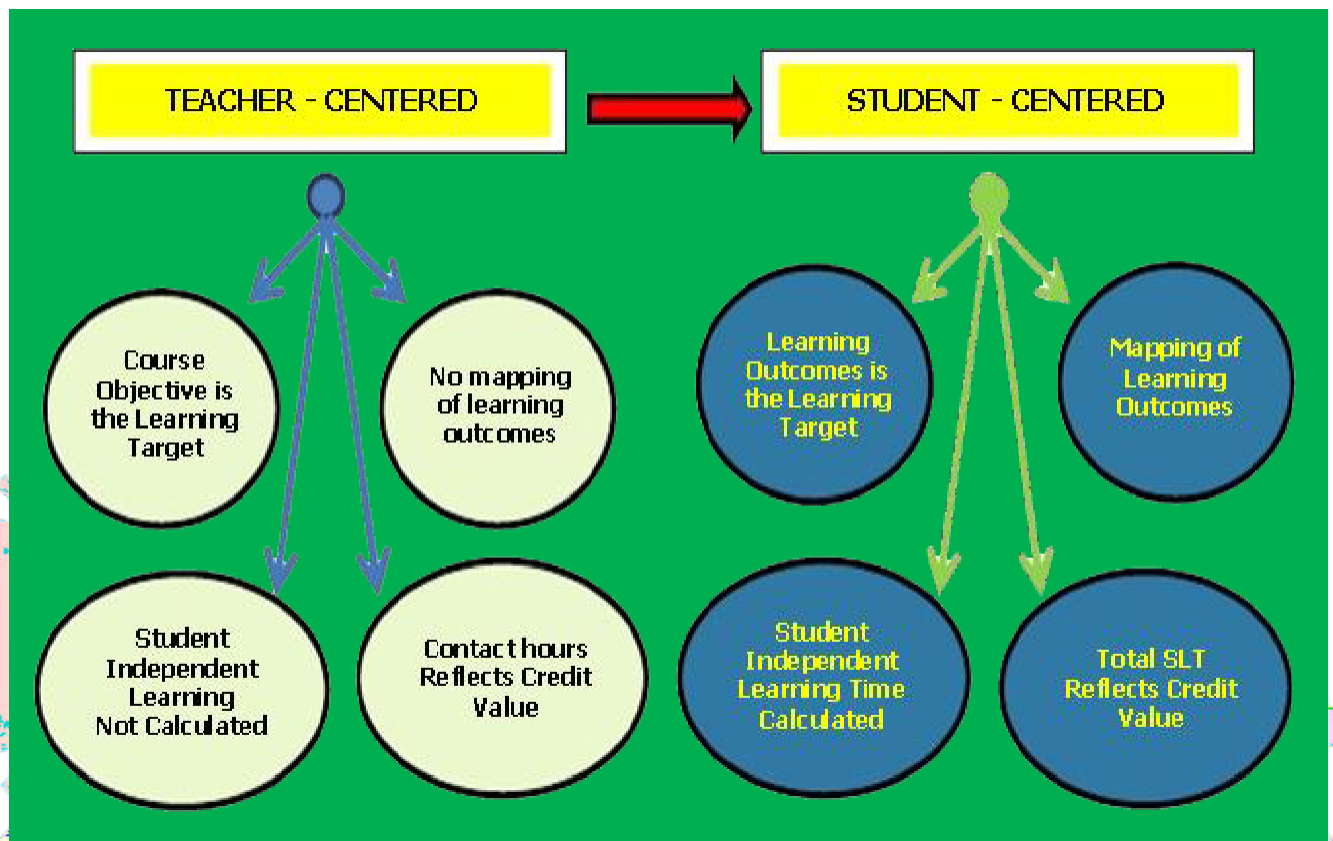 TEACHER - CENTERED
STUDENT - CENTERED
Course
Objective is
the Learning
Target
No mapping
of learning
outcomes
Student
Independent
Learning
Not Calculated
Contact hours
Reflects Credit
Value
Learning
Outcomes is
the Learning
Target
Mapping of
Learning
Outcomes
Student
Independent
Learning Time
Calculated
Total SLT
Reflects Credit
Value